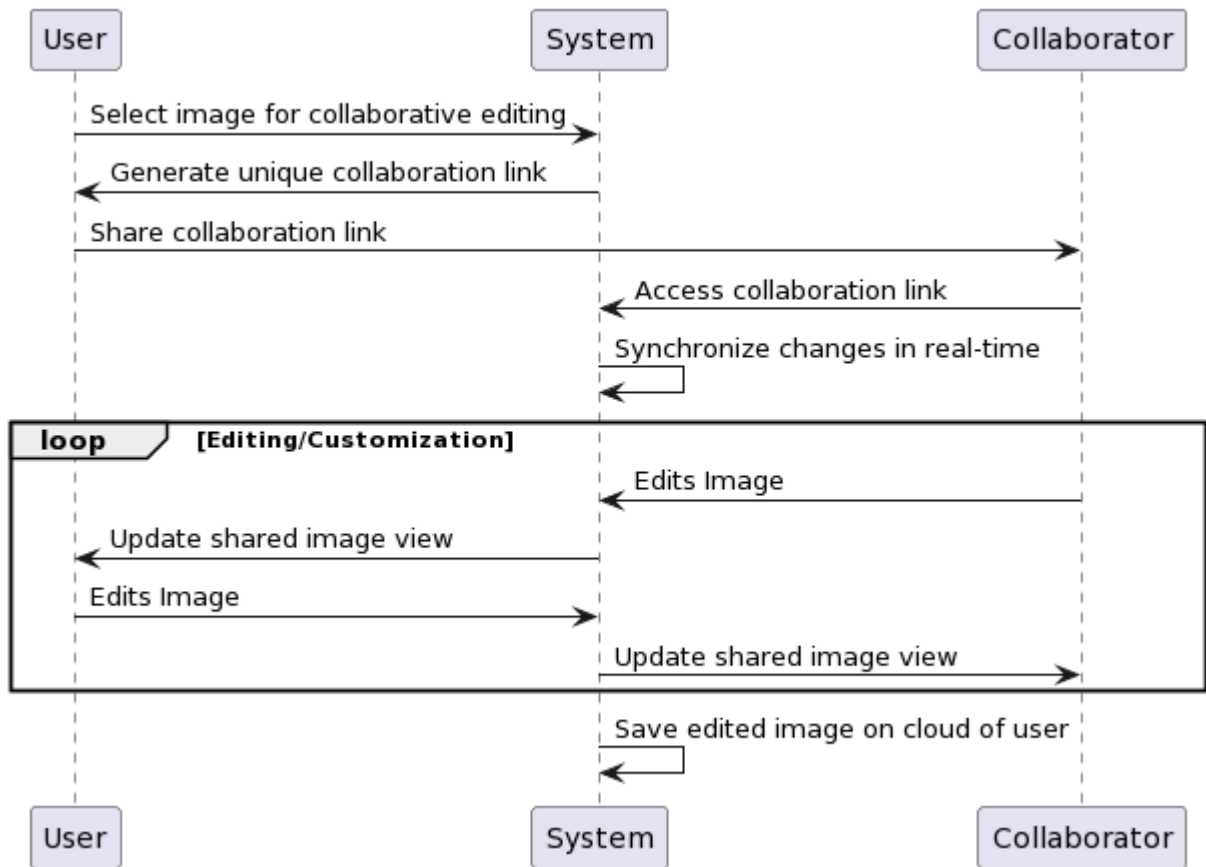 User System Collaborator
Select image for collaborative editing
Generate unique collaboration link
Share collaboration link
Access collaboration link
Synchronize changes in real-time
loop [Editing/Customization]
Edits Image
Update shared image view
Edits Image
Update shared image view
Save edited image on cloud of user
User System Collaborator